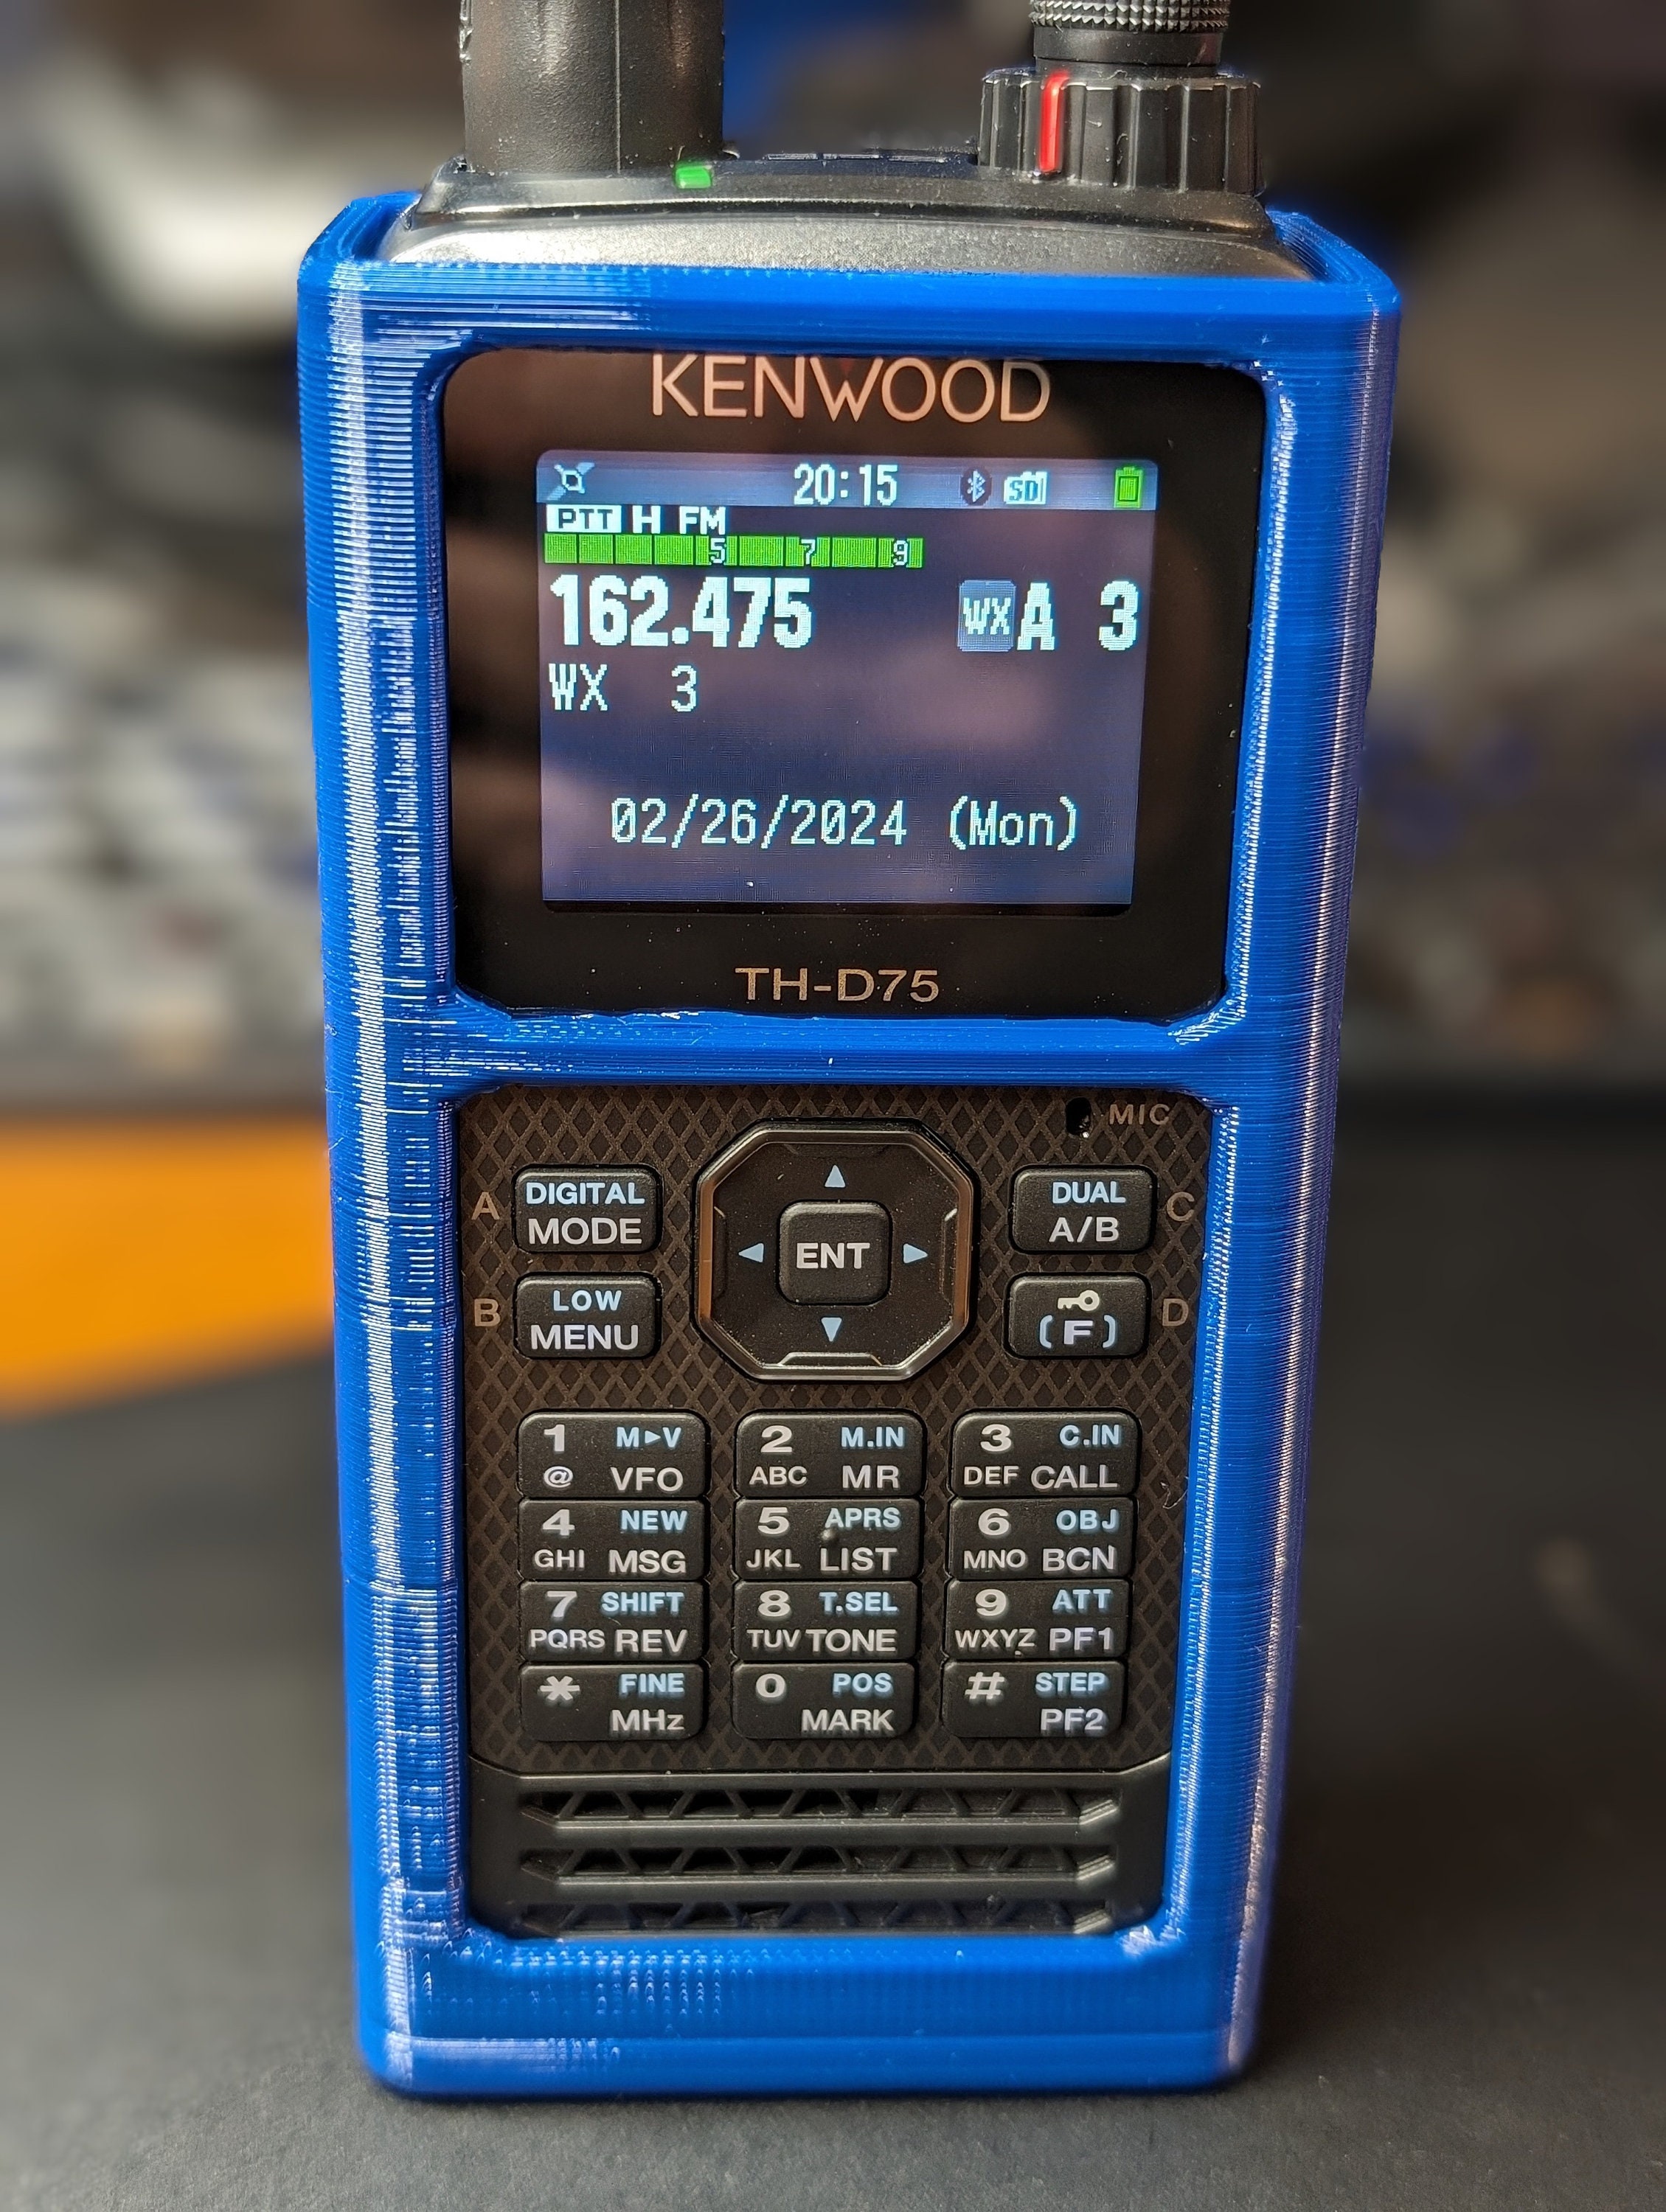 KENWOOD
20:15 SD
PTT H FM
5 7 9
162.475 WX A 3
WX 3
02/26/2024 (Mon)
TH-D75
MIC
A DIGITAL MODE
ENT
DUAL A/B C
B LOW MENU
(F) D
1 M▸V
@ VFO
2 M.IN
ABC MR
3 C.IN
DEF CALL
4 NEW
GHI MSG
5 APRS
JKL LIST
6 OBJ
MNO BCN
7 SHIFT
PQRS REV
8 T.SEL
TUV TONE
9 ATT
WXYZ PF1
* FINE
MHz
0 POS
MARK
# STEP
PF2